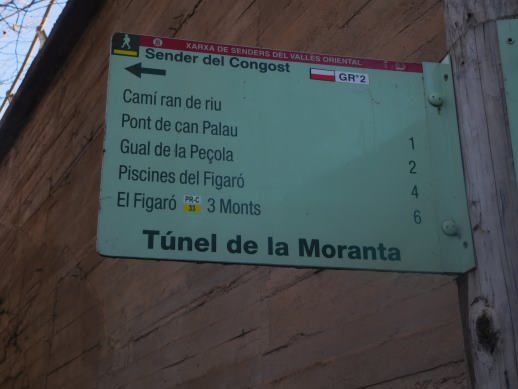 XARXA DE SENDERS DEL VALLÈS ORIENTAL
Sender del Congost
GR®2
Camí ran de riu
Pont de can Palau 1
Gual de la Peçola 2
Piscines del Figaró 4
El Figaró PR-C 33 3 Monts 6
Túnel de la Moranta